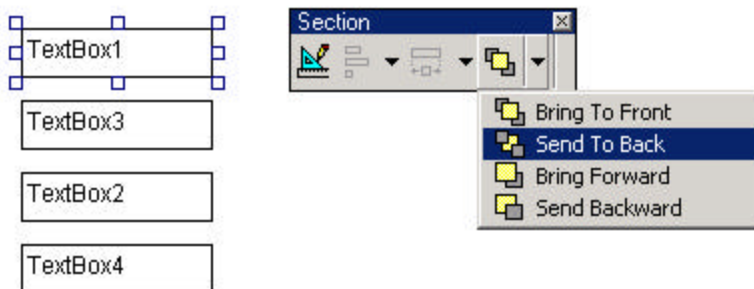 TextBox1
TextBox3
TextBox2
TextBox4
Section
Bring To Front
Send To Back
Bring Forward
Send Backward